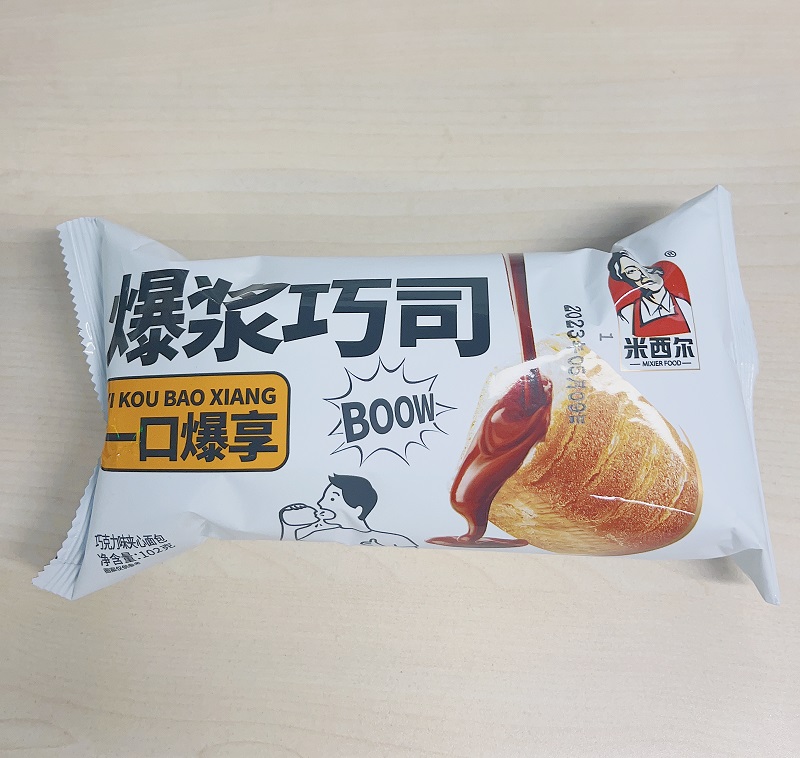 爆浆巧司
YI KOU BAO XIANG
一口爆享
BOOW
巧克力味夹心面包
净含量:102克
®
米西尔
MIXIER FOOD
1